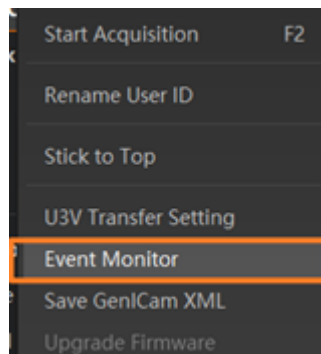 Start Acquisition F2
Rename User ID
Stick to Top
U3V Transfer Setting
Event Monitor
Save GenICam XML
Upgrade Firmware